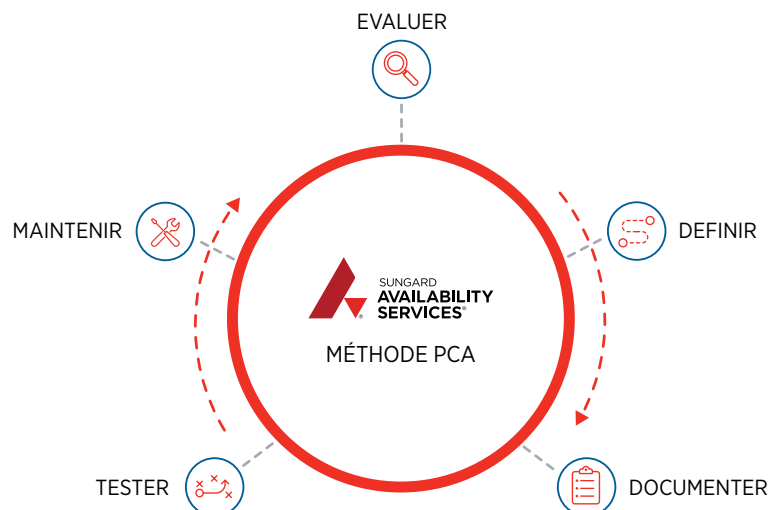 EVALUER
MAINTENIR
DEFINIR
SUNGARD
AVAILABILITY
SERVICES®
®
MÉTHODE PCA
TESTER
DOCUMENTER